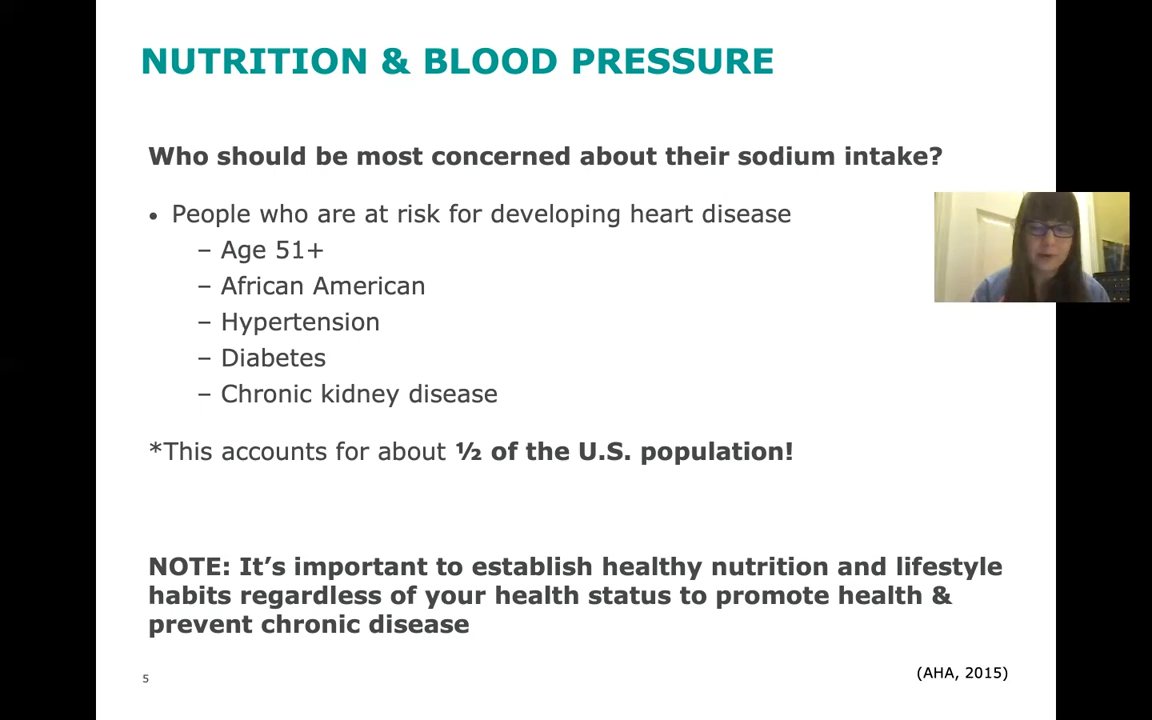 NUTRITION & BLOOD PRESSURE
Who should be most concerned about their sodium intake?
• People who are at risk for developing heart disease
– Age 51+
– African American
– Hypertension
– Diabetes
– Chronic kidney disease
*This accounts for about ½ of the U.S. population!
NOTE: It’s important to establish healthy nutrition and lifestyle
habits regardless of your health status to promote health &
prevent chronic disease
5
(AHA, 2015)